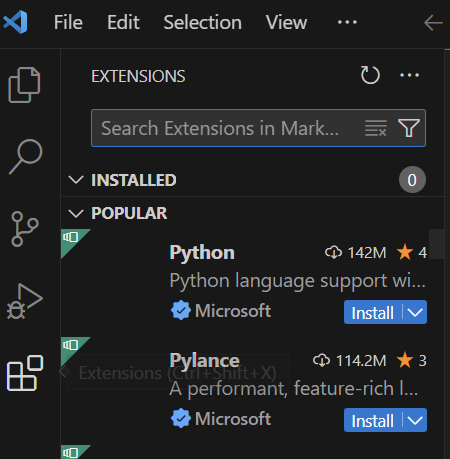 File Edit Selection View ···
EXTENSIONS
Search Extensions in Mark...
INSTALLED 0
POPULAR
Python 142M 4
Python language support wi...
Microsoft Install
Pylance 114.2M 3
Extensions (Ctrl+Shift+X)
A performant, feature-rich l...
Microsoft Install